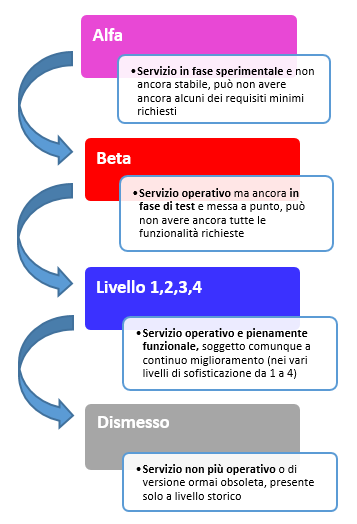 Alfa
•Servizio in fase sperimentale e non
ancora stabile, può non avere
ancora alcuni dei requisiti minimi
richiesti
Beta
•Servizio operativo ma ancora in
fase di test e messa a punto, può
non avere ancora tutte le
funzionalità richieste
Livello 1,2,3,4
•Servizio operativo e pienamente
funzionale, soggetto comunque a
continuo miglioramento (nei vari
livelli di sofisticazione da 1 a 4)
Dismesso
•Servizio non più operativo o di
versione ormai obsoleta, presente
solo a livello storico